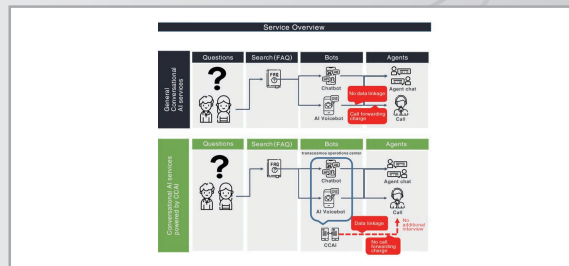 Service Overview
Questions
Search(FAQ)
Bots
Agents
General
Conversational
AI services
?
FAQ
Chatbot
Agent chat
No data linkage
AI Voicebot
Call forwarding
charge
Call
Questions
Search(FAQ)
Bots
Agents
Conversational AI services
powered by CCAI
transcosmos operations center
?
FAQ
Chatbot
Agent chat
AI Voicebot
Call
Data linkage
No
additional
interview
CCAI
No call
forwarding
charge